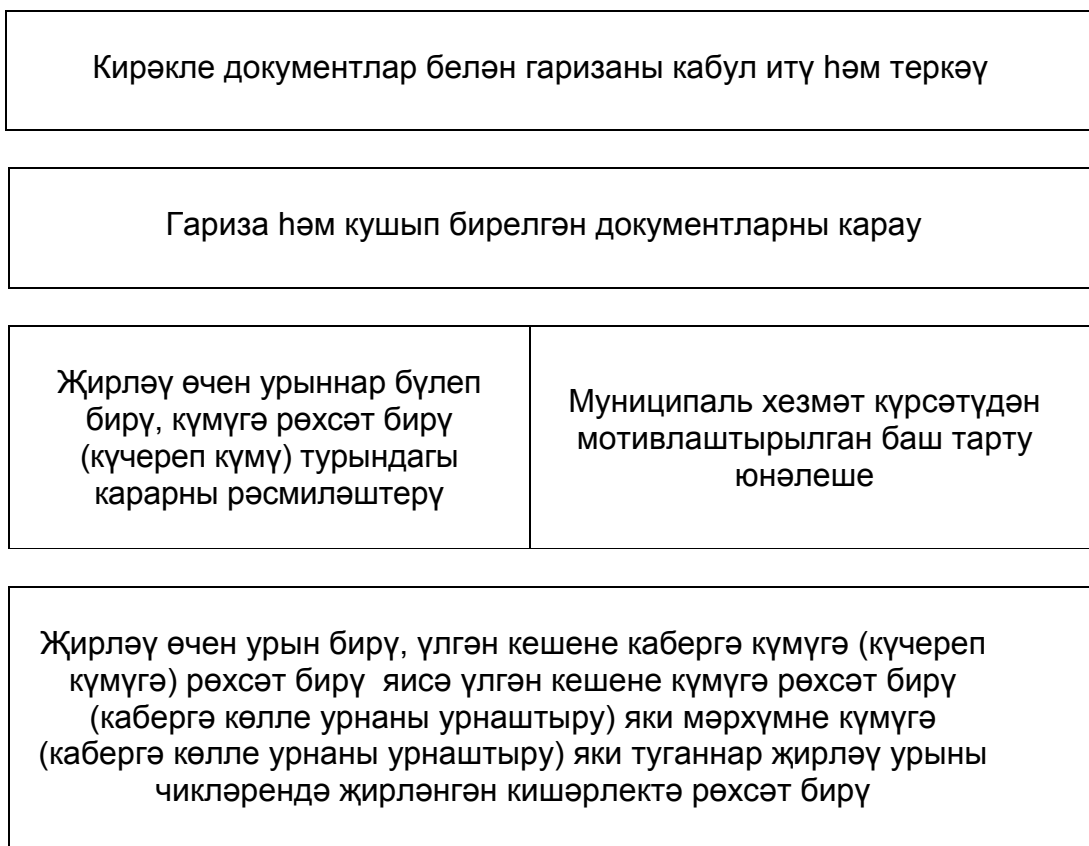 Кирәкле документлар белән гаризаны кабул итү һәм теркәү
Гариза һәм кушып бирелгән документларны карау
Җирләү өчен урыннар бүлеп
бирү, күмүгә рөхсәт бирү
(күчереп күмү) турындагы
карарны рәсмиләштерү
Муниципаль хезмәт күрсәтүдән
мотивлаштырылган баш тарту
юнәлеше
Җирләү өчен урын бирү, үлгән кешене кабергә күмүгә (күчереп
күмүгә) рөхсәт бирү  яисә үлгән кешене күмүгә рөхсәт бирү
(кабергә көлле урнаны урнаштыру) яки мәрхүмне күмүгә
(кабергә көлле урнаны урнаштыру) яки туганнар җирләү урыны
чикләрендә җирләнгән кишәрлектә рөхсәт бирү